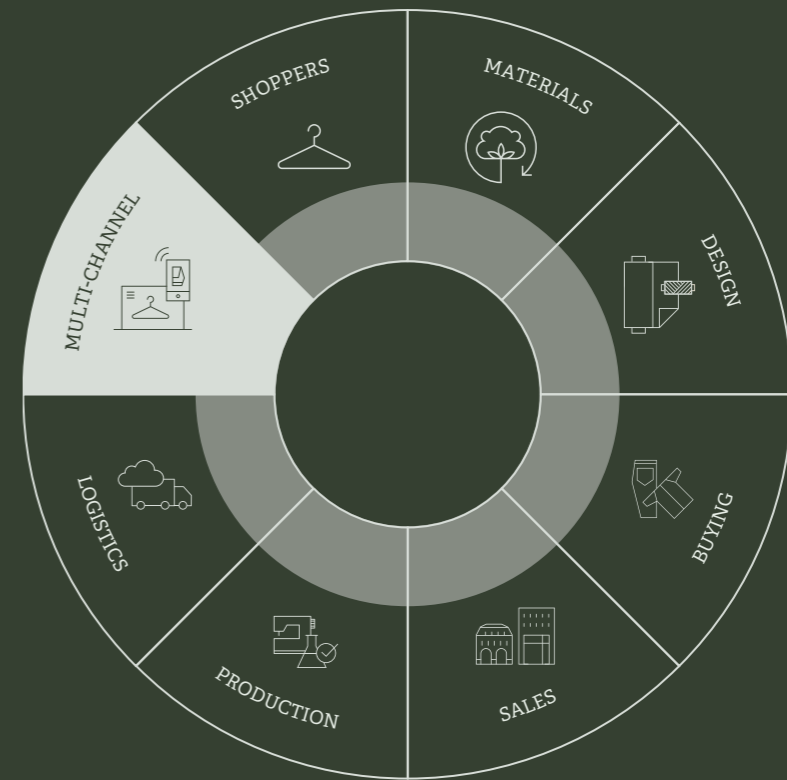 SHOPPERS
MATERIALS
DESIGN
BUYING
SALES
PRODUCTION
LOGISTICS
MULTI-CHANNEL